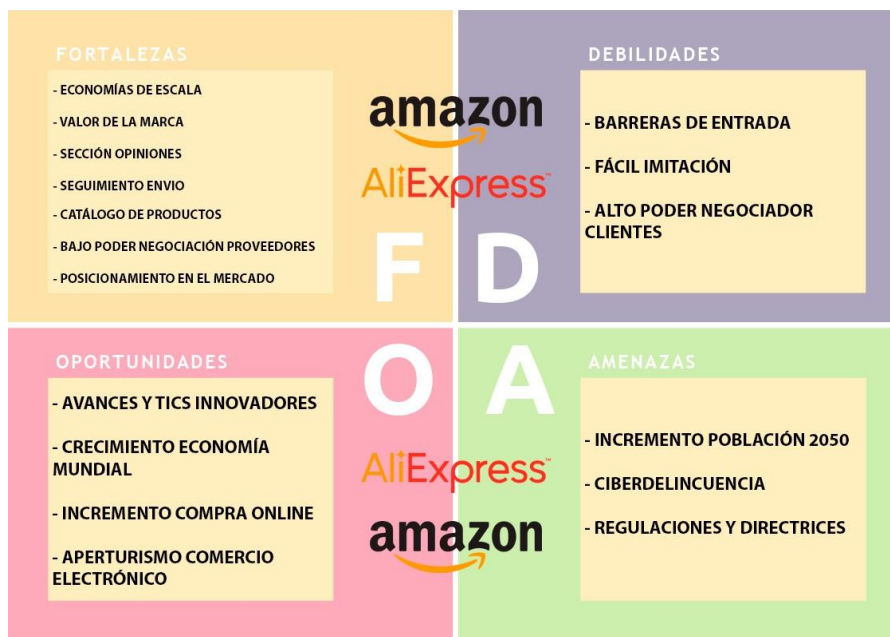 FORTALEZAS
- ECONOMÍAS DE ESCALA
- VALOR DE LA MARCA
- SECCIÓN OPINIONES
- SEGUIMIENTO ENVIO
- CATÁLOGO DE PRODUCTOS
- BAJO PODER NEGOCIACIÓN PROVEEDORES
- POSICIONAMIENTO EN EL MERCADO
amazon
AliExpress™
F D
DEBILIDADES
- BARRERAS DE ENTRADA
- FÁCIL IMITACIÓN
- ALTO PODER NEGOCIADOR
CLIENTES
OPORTUNIDADES
- AVANCES Y TICS INNOVADORES
- CRECIMIENTO ECONOMÍA
MUNDIAL
- INCREMENTO COMPRA ONLINE
- APERTURISMO COMERCIO
ELECTRÓNICO
O A
AliExpress™
amazon
AMENAZAS
- INCREMENTO POBLACIÓN 2050
- CIBERDELINCUENCIA
- REGULACIONES Y DIRECTRICES